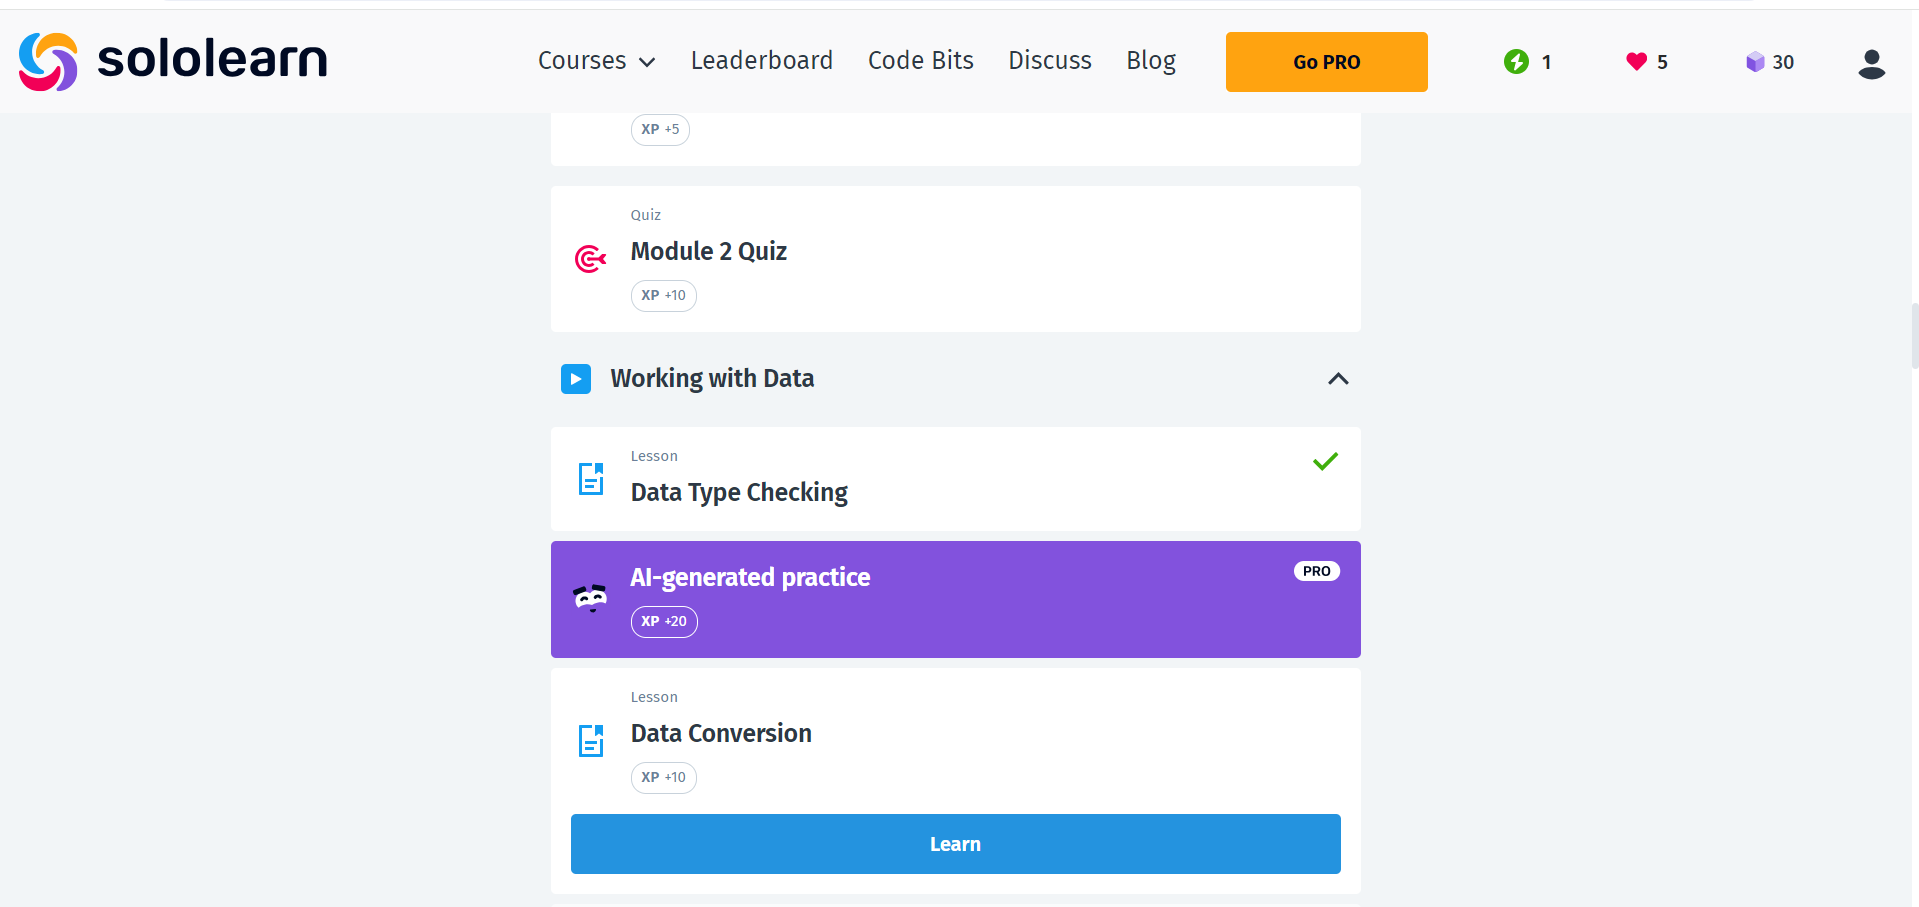 sololearn
Courses Leaderboard Code Bits Discuss Blog Go PRO 1 5 30
XP +5
Quiz
Module 2 Quiz
XP +10
Working with Data
Lesson
Data Type Checking
AI-generated practice PRO
XP +20
Lesson
Data Conversion
XP +10
Learn